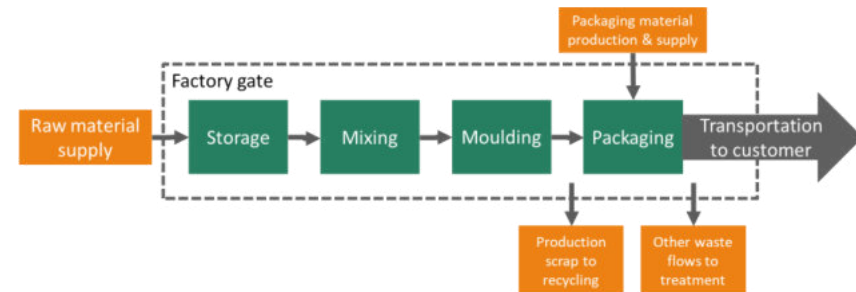 Packaging material
production & supply
Factory gate
Raw material
supply
Storage
Mixing
Moulding
Packaging
Transportation
to customer
Production
scrap to
recycling
Other waste
flows to
treatment